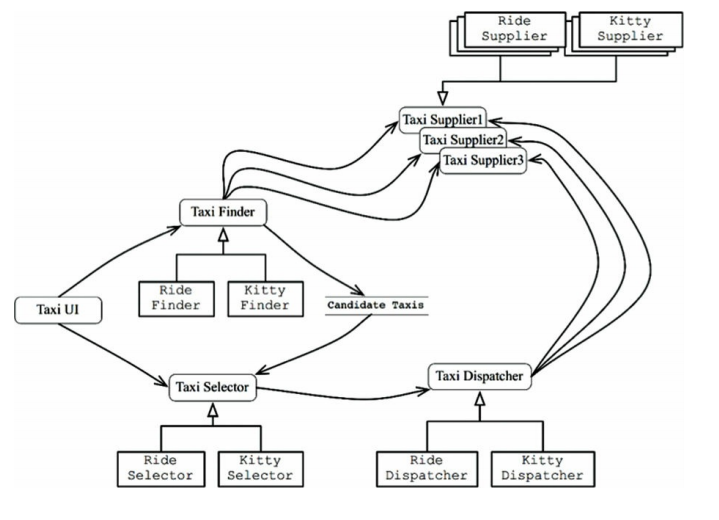 Ride
Supplier
Kitty
Supplier
Taxi Supplier1
Taxi Supplier2
Taxi Supplier3
Taxi Finder
Ride
Finder
Kitty
Finder
Candidate Taxis
Taxi UI
Taxi Selector
Taxi Dispatcher
Ride
Selector
Kitty
Selector
Ride
Dispatcher
Kitty
Dispatcher